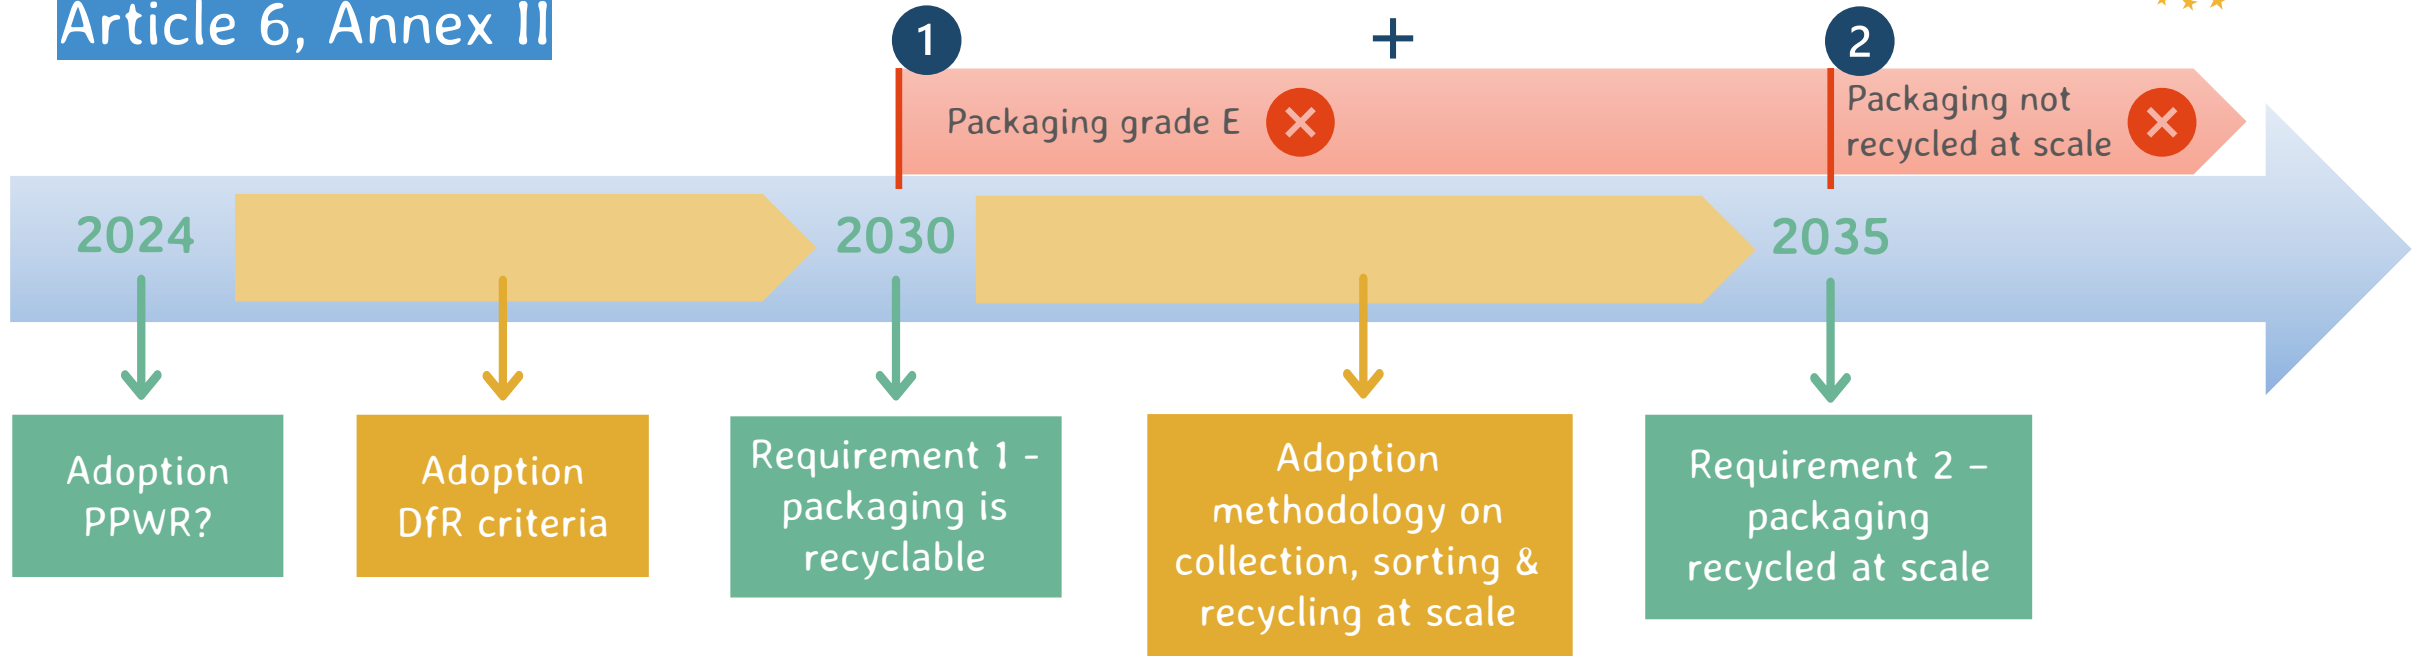 Article 6, Annex II
1
+
2
Packaging grade E
Packaging not
recycled at scale
2024
2030
2035
Adoption
PPWR?
Adoption
DfR criteria
Requirement 1 -
packaging is
recyclable
Adoption
methodology on
collection, sorting &
recycling at scale
Requirement 2 –
packaging
recycled at scale